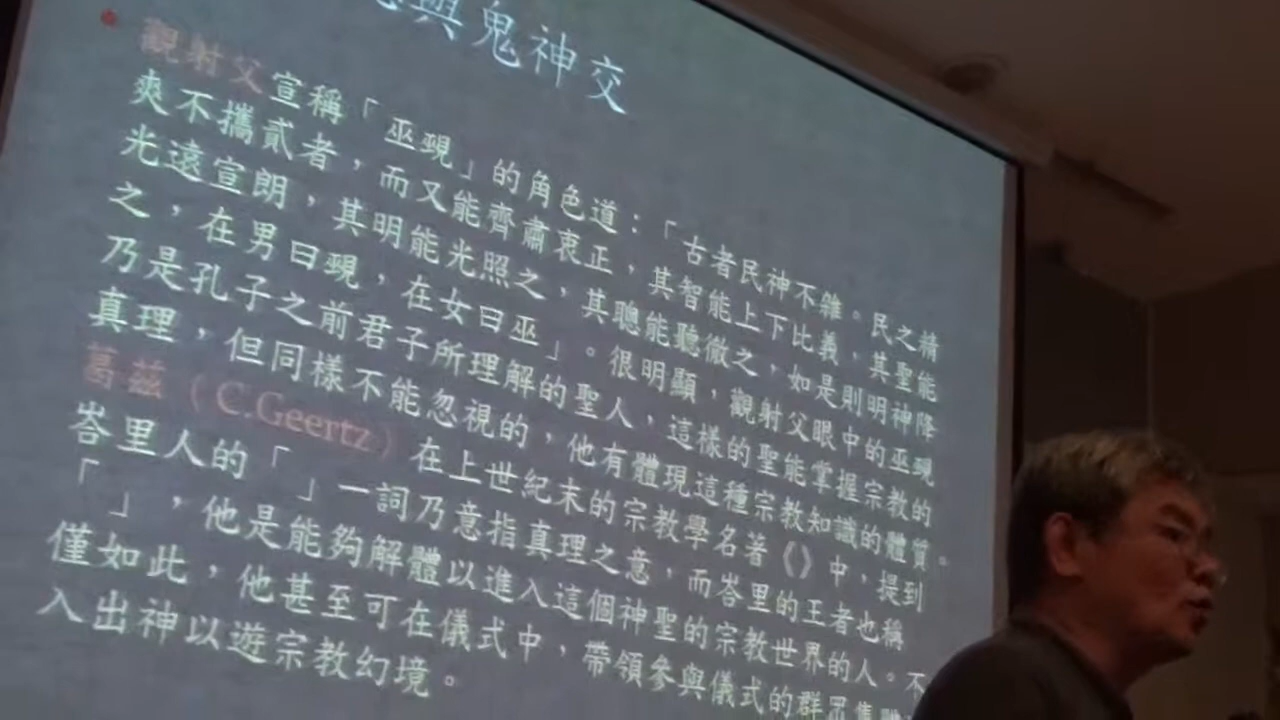 與鬼神交
觀射父宣稱「巫覡」的角色道:「古者民神不雜。民之精
爽不攜貳者,而又能齊肅衷正,其智能上下比義,其聖能
光遠宣朗,其明能光照之,其聰能聽徹之,如是則明神降
之,在男曰覡,在女曰巫」。很明顯,觀射父眼中的巫覡
乃是孔子之前君子所理解的聖人,這樣的聖能掌握宗教的
真理,但同樣不能忽視的,他有體現這種宗教知識的體質。
葛茲(C.Geertz)在上世紀末的宗教學名著《》中,提到
峇里人的「 」一詞乃意指真理之意,而峇里的王者也稱
「 」,他是能夠解體以進入這個神聖的宗教世界的人。不
僅如此,他甚至可在儀式中,帶領參與儀式的群眾集體
入出神以遊宗教幻境。